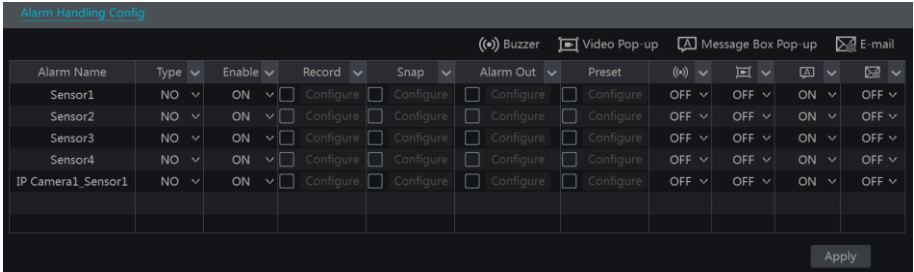 Alarm Handling Config
Buzzer Video Pop-up Message Box Pop-up E-mail
Alarm Name Type Enable Record Snap Alarm Out Preset
Sensor1 NO ON Configure Configure Configure Configure OFF OFF ON OFF
Sensor2 NO ON Configure Configure Configure Configure OFF OFF ON OFF
Sensor3 NO ON Configure Configure Configure Configure OFF OFF ON OFF
Sensor4 NO ON Configure Configure Configure Configure OFF OFF ON OFF
IP Camera1_Sensor1 NO ON Configure Configure Configure Configure OFF OFF ON OFF
Apply